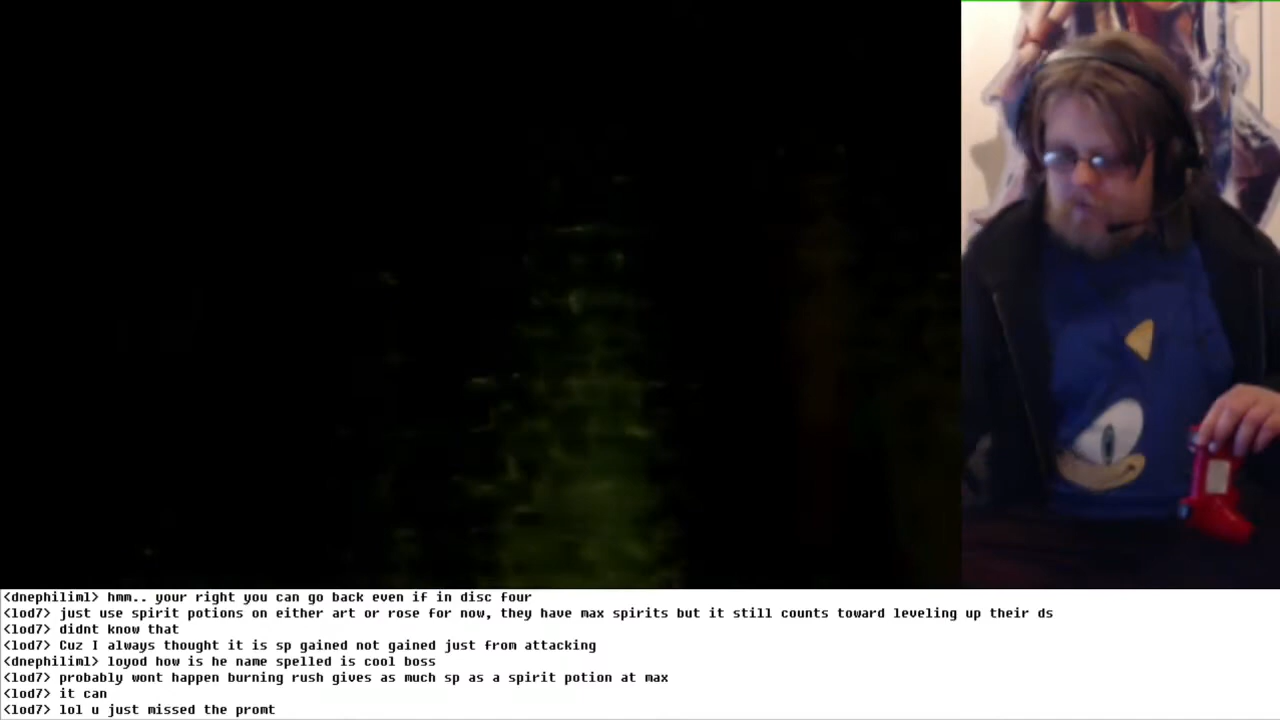 <dnephiliml> hmm.. your right you can go back even if in disc four
<lod7> just use spirit potions on either art or rose for now, they have max spirits but it still counts toward leveling up their ds
<lod7> didnt know that
<lod7> Cuz I always thought it is sp gained not gained just from attacking
<dnephiliml> loyod how is he name spelled is cool boss
<lod7> probably wont happen burning rush gives as much sp as a spirit potion at max
<lod7> it can
<lod7> lol u just missed the promt